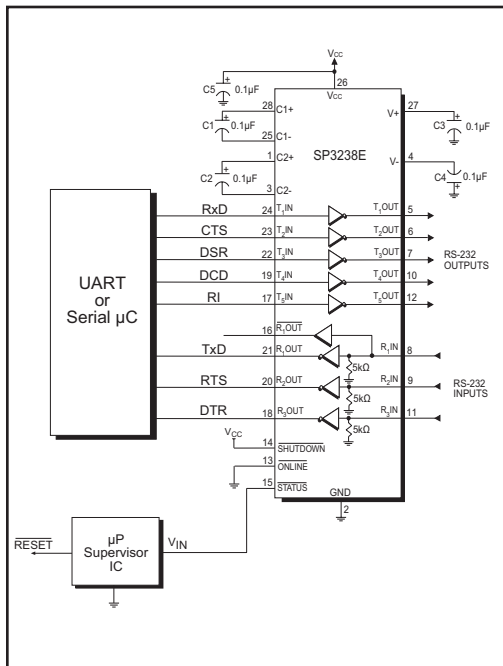 VCC
26
VCC
C5 + 0.1µF
28 C1+
C1 + 0.1µF
25 C1-
1 C2+
C2 + 0.1µF
3 C2-
SP3238E
V+ 27
C3 + 0.1µF
V- 4
C4 0.1µF +
UART
or
Serial µC
RxD 24 T1IN T1OUT 5
CTS 23 T2IN T2OUT 6
DSR 22 T3IN T3OUT 7
DCD 19 T4IN T4OUT 10
RI 17 T5IN T5OUT 12
RS-232
OUTPUTS
16 R1OUT
TxD 21 R1OUT R1IN 8
5kΩ
RTS 20 R2OUT R2IN 9
5kΩ
DTR 18 R3OUT R3IN 11
5kΩ
RS-232
INPUTS
VCC
14 SHUTDOWN
13 ONLINE
15 STATUS
GND
2
RESET
µP
Supervisor
IC
VIN